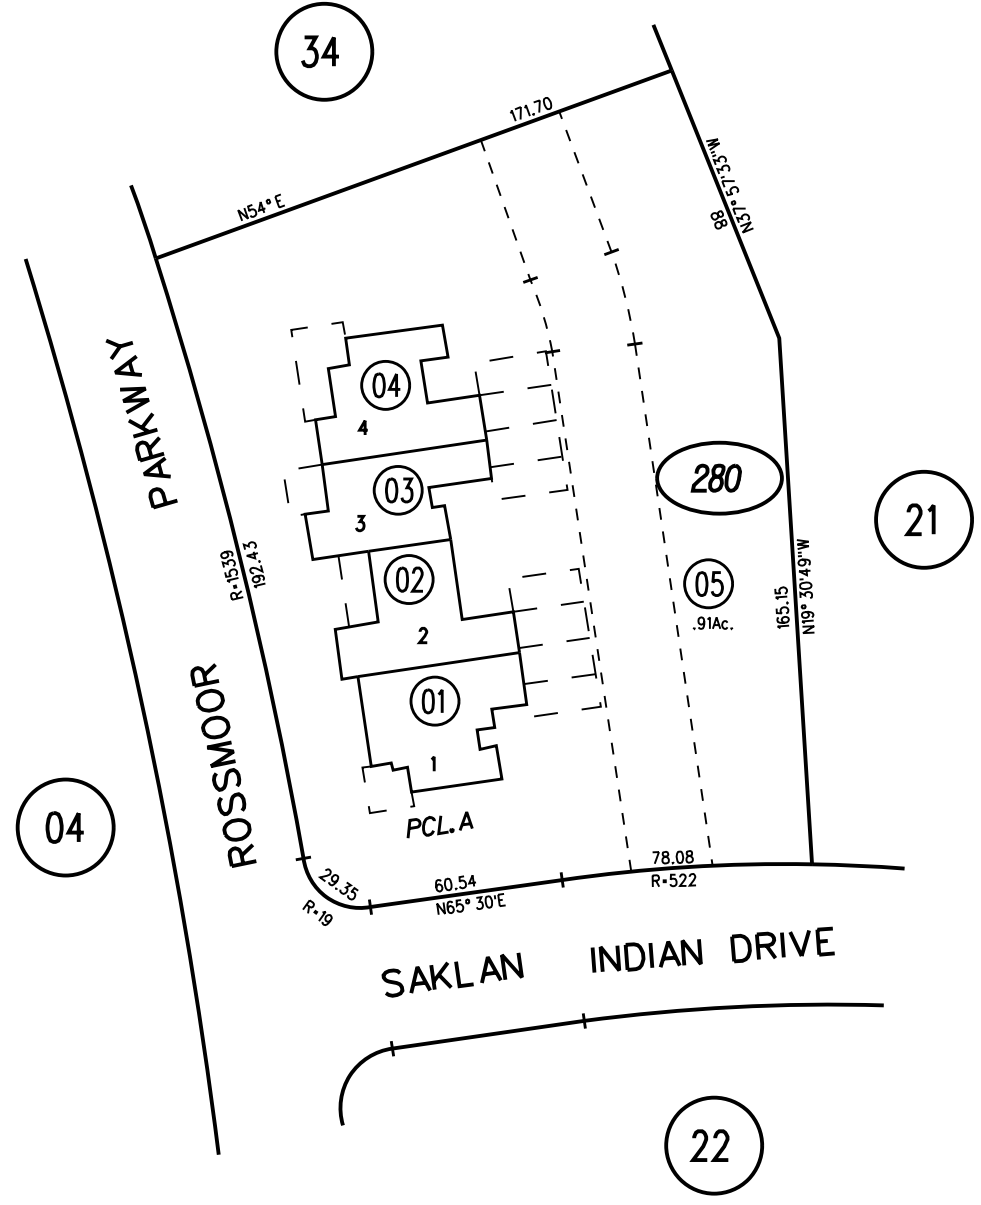 34
171.70
N54° E
N37° 57'33"W
88
PARKWAY
04
4
280
03
3
21
R=1539
192.43
02
05
.91Ac.
165.15
N19° 30'49"W
2
01
1
ROSSMOOR
04
PCL. A
29.35
R=19
60.54
N65° 30'E
78.08
R=522
SAKLAN INDIAN DRIVE
22